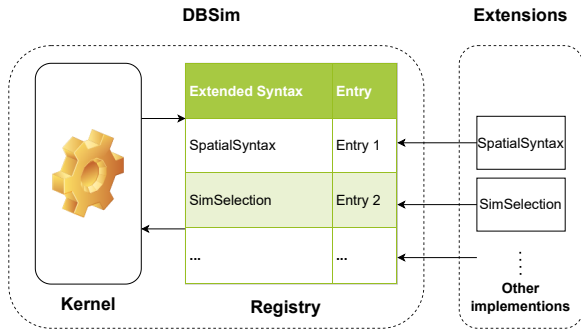 DBSim
Extensions
Extended Syntax
Entry
SpatialSyntax
Entry 1
SimSelection
Entry 2
...
...
Kernel
Registry
SpatialSyntax
SimSelection
Other
implementions